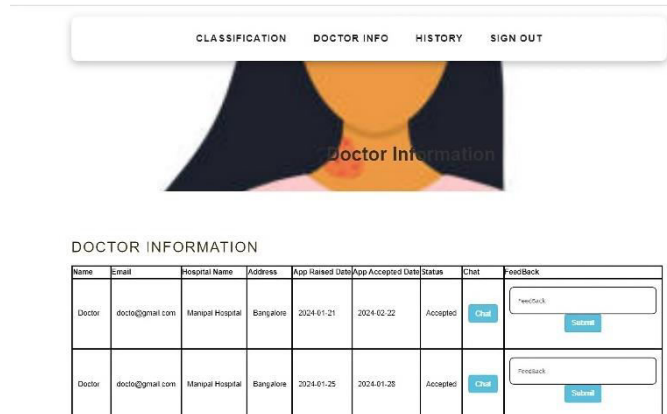 CLASSIFICATION DOCTOR INFO HISTORY SIGN OUT
Doctor Information
DOCTOR INFORMATION
Name Email Hospital Name Address App Raised Date App Accepted Date Status Chat FeedBack
FeedBack
Doctor docto@gmail.com Manipal Hospital Bangalore 2024-01-21 2024-02-22 Accepted Chat
Submit
FeedBack
Doctor docto@gmail.com Manipal Hospital Bangalore 2024-01-25 2024-01-28 Accepted Chat
Submit